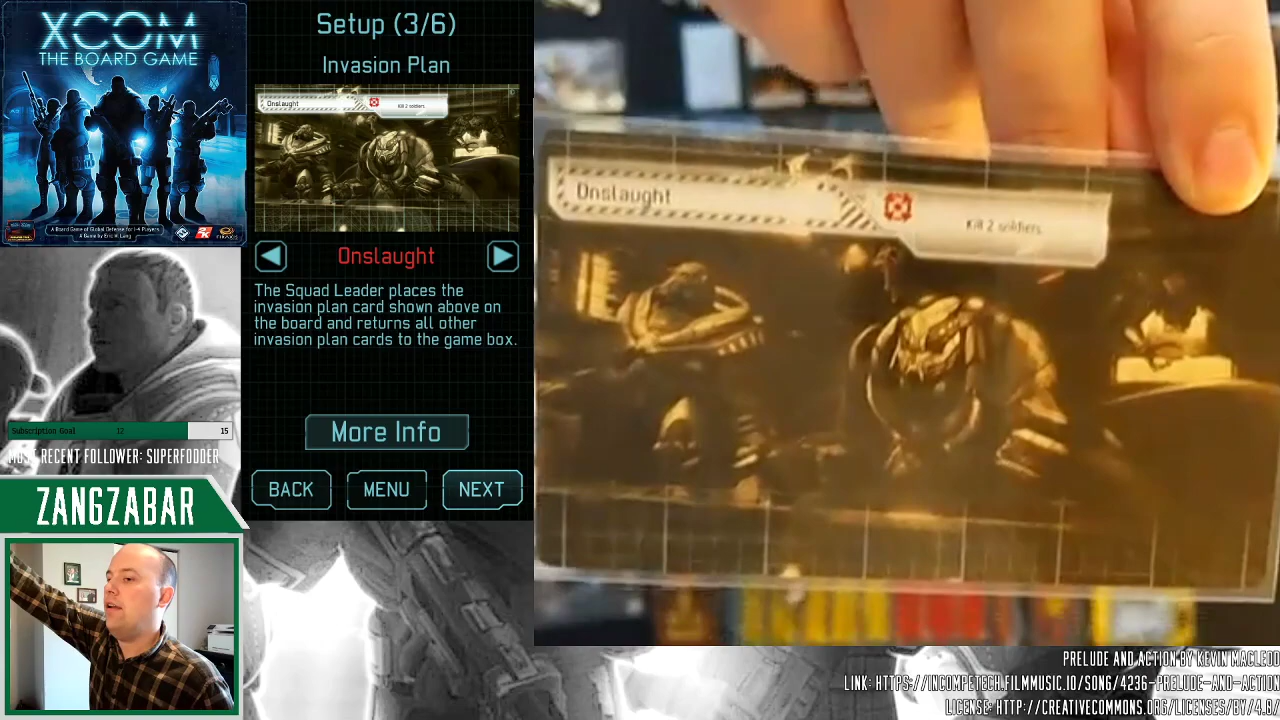 XCOM
THE BOARD GAME
A Board Game of Global Defense for 1-4 Players
A Game by Eric M. Lang
2K
Subscription Goal 12 15
MOST RECENT FOLLOWER: SUPERFODDER
ZANGZABAR
Setup (3/6)
Invasion Plan
Onslaught
Kill 2 soldiers.
Onslaught
The Squad Leader places the
invasion plan card shown above on
the board and returns all other
invasion plan cards to the game box.
More Info
BACK MENU NEXT
Onslaught
Kill 2 soldiers.
PRELUDE AND ACTION BY KEVIN MACLEOD
LINK: HTTPS://INCOMPETECH.FILMMUSIC.IO/SONG/4236-PRELUDE-AND-ACTION
LICENSE: HTTP://CREATIVECOMMONS.ORG/LICENSES/BY/4.0/